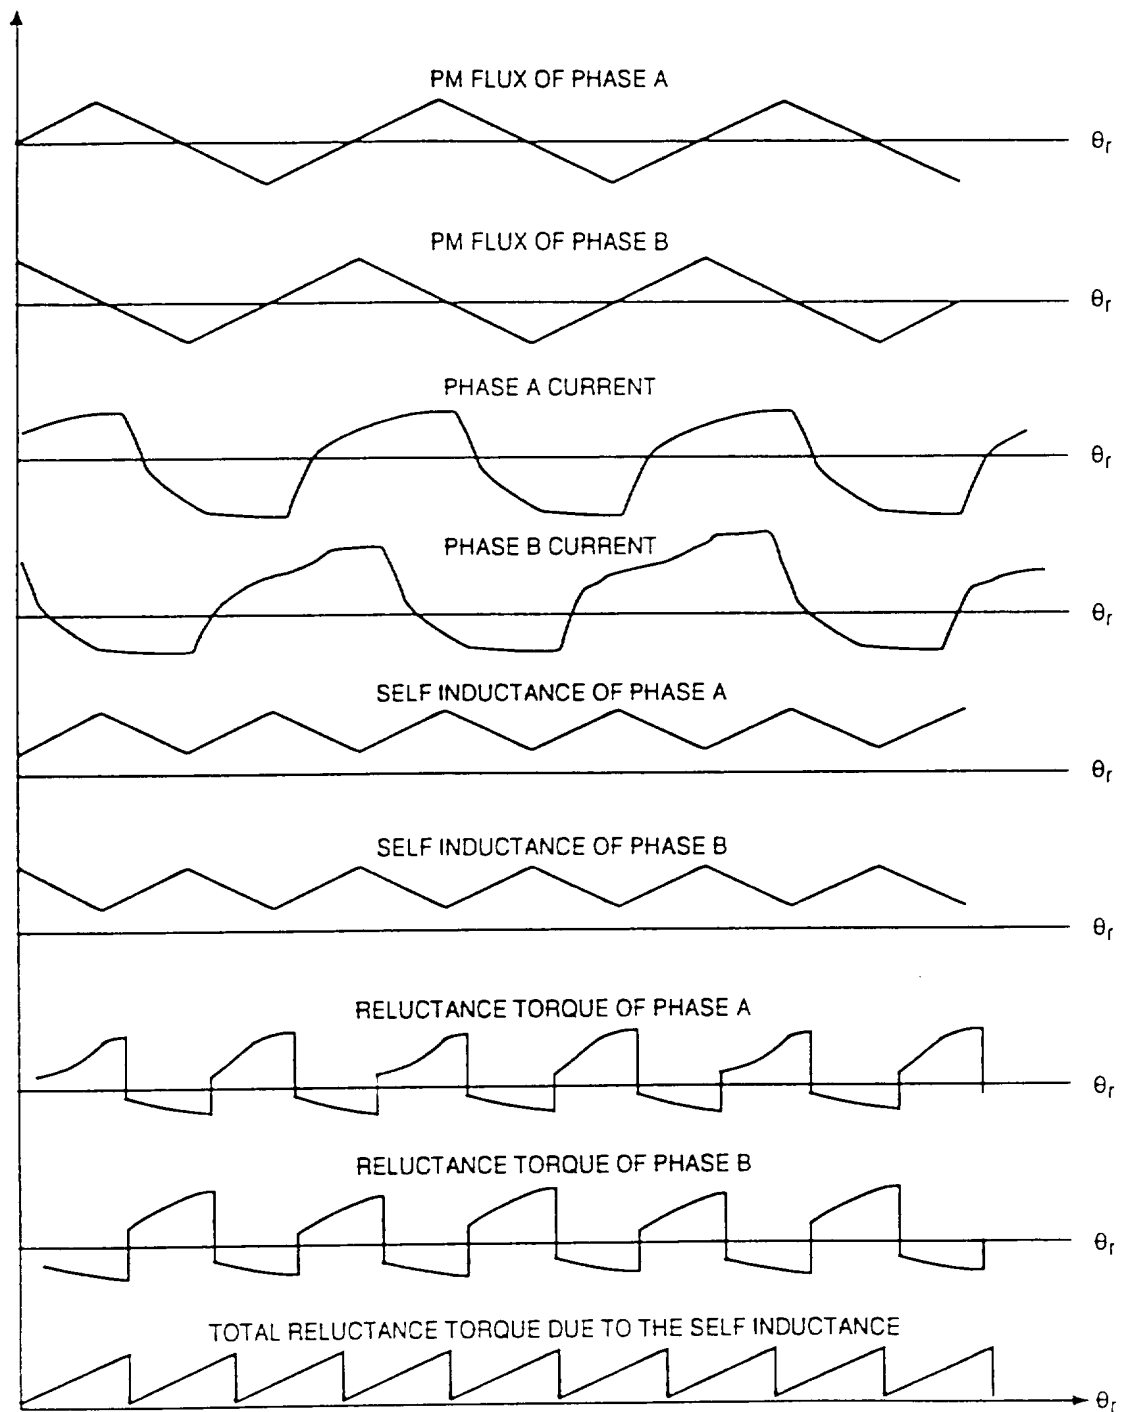 PM FLUX OF PHASE A
θr
PM FLUX OF PHASE B
θr
PHASE A CURRENT
θr
PHASE B CURRENT
θr
SELF INDUCTANCE OF PHASE A
θr
SELF INDUCTANCE OF PHASE B
θr
RELUCTANCE TORQUE OF PHASE A
θr
RELUCTANCE TORQUE OF PHASE B
θr
TOTAL RELUCTANCE TORQUE DUE TO THE SELF INDUCTANCE
θr